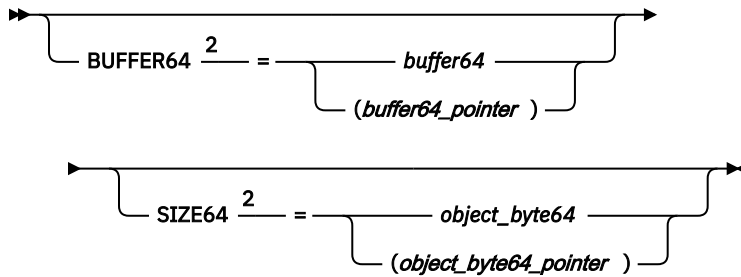 BUFFER64 2 = buffer64
(buffer64_pointer )
SIZE64 2 = object_byte64
(object_byte64_pointer )